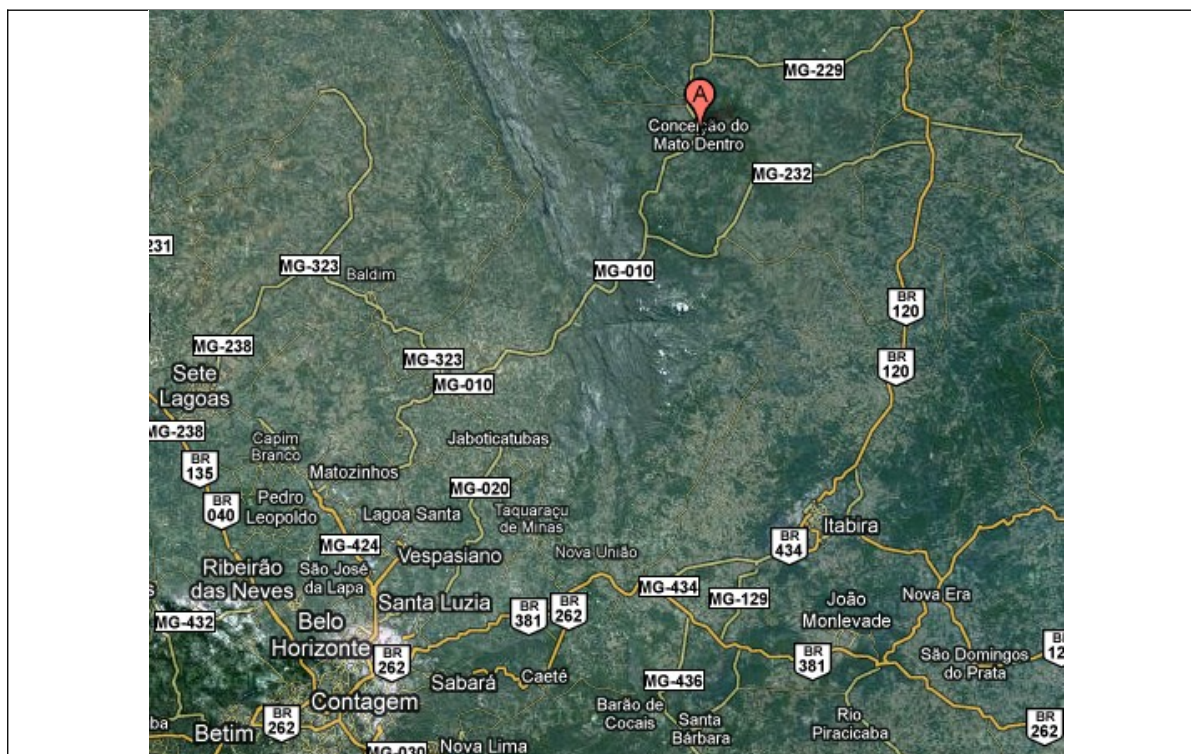 MG-229
A
Conceição do
Mato Dentro
MG-232
231
MG-323
Baldim
MG-010
BR
120
MG-238
MG-323
BR
120
Sete
Lagoas
MG-010
MG-238
Capim
Branco
Jaboticatubas
BR
135
Matozinhos
MG-020
Pedro
Leopoldo
BR
040
Lagoa Santa
Taquaraçu
de Minas
Itabira
MG-424
BR
434
Vespasiano
Nova União
Ribeirão
das Neves
São José
da Lapa
MG-434
s
Santa Luzia
MG-129
João
Monlevade
Nova Era
MG-432
Belo
Horizonte
BR
381
BR
262
BR
262
BR
381
São Domingos
do Prata
BR
12
Sabará
Caeté
MG-436
Contagem
Barão de
Cocais
Santa
Bárbara
Rio
Piracicaba
BR
262
ba
Betim
BR
262
MG-030
Nova Lima